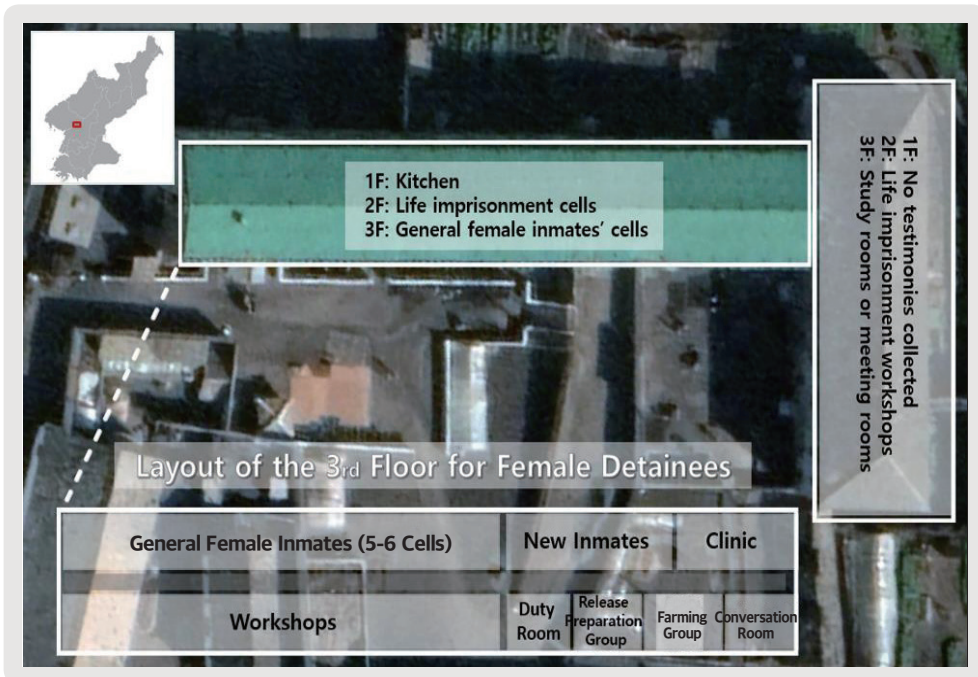 1F: Kitchen
2F: Life imprisonment cells
3F: General female inmates’ cells
1F: No testimonies collected
2F: Life imprisonment workshops
3F: Study rooms or meeting rooms
Layout of the 3rd Floor for Female Detainees
General Female Inmates (5-6 Cells)
New Inmates
Clinic
Workshops
Duty
Room
Release
Preparation
Group
Farming
Group
Conversation
Room